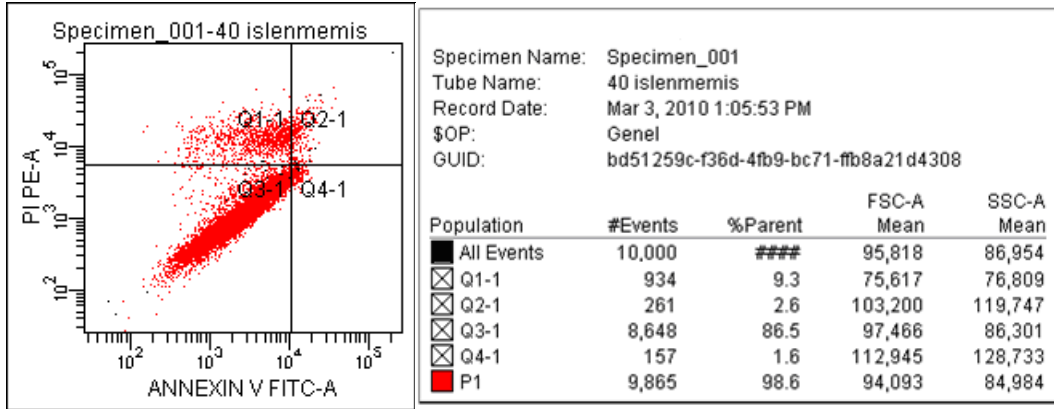 Specimen_001-40 islenmemis
PI PE-A
10^5
10^4
10^3
10^2
Q1-1 Q2-1
Q3-1 Q4-1
10^2 10^3 10^4 10^5
ANNEXIN V FITC-A
Specimen Name: Specimen_001
Tube Name: 40 islenmemis
Record Date: Mar 3, 2010 1:05:53 PM
$OP: Genel
GUID: bd51259c-f36d-4fb9-bc71-ffb8a21d4308
FSC-A SSC-A
Population #Events %Parent Mean Mean
All Events 10,000 #### 95,818 86,954
Q1-1 934 9.3 75,617 76,809
Q2-1 261 2.6 103,200 119,747
Q3-1 8,648 86.5 97,466 86,301
Q4-1 157 1.6 112,945 128,733
P1 9,865 98.6 94,093 84,984